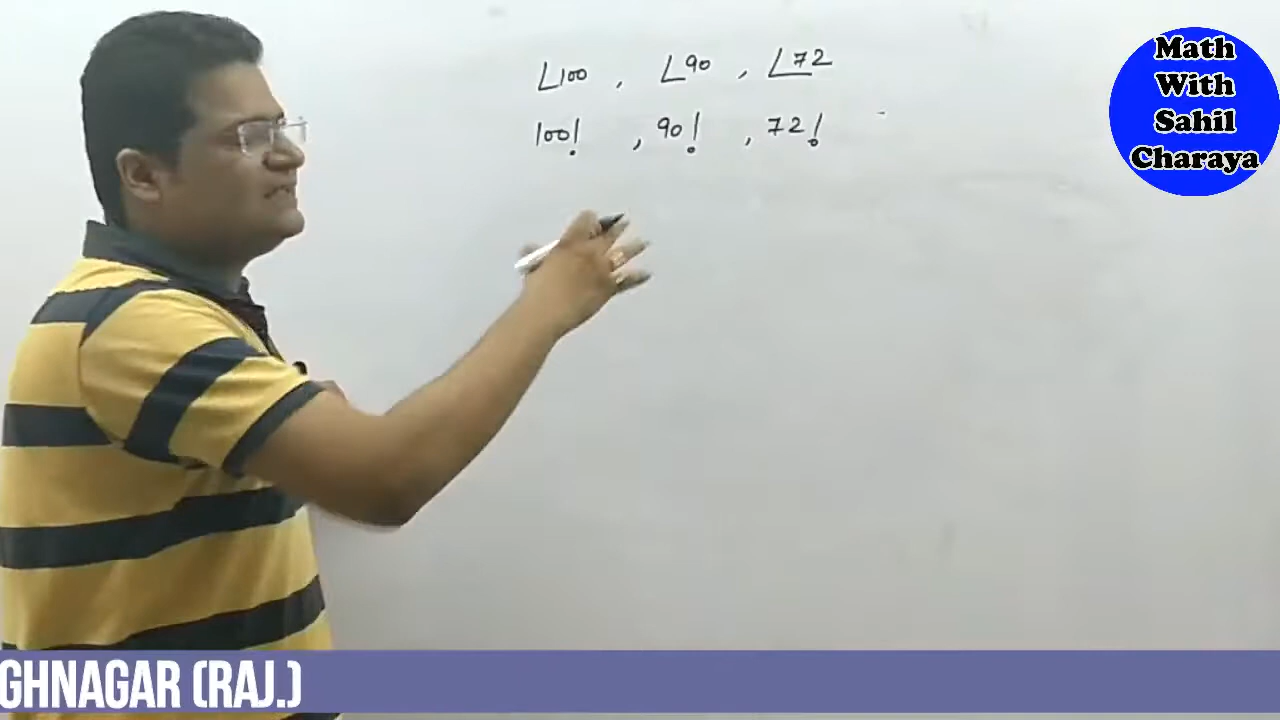 ∟100 , ∟90 , ∟72
100! , 90! , 72!
Math
With
Sahil
Charaya
GHNAGAR (RAJ.)